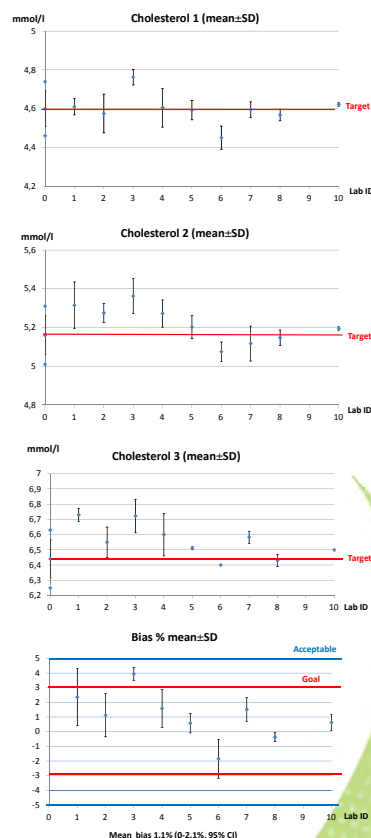 mmol/l
Cholesterol 1 (mean±SD)
5
4,8
4,6
4,4
4,2
Target
0 1 2 3 4 5 6 7 8 9 10
Lab ID
mmol/l
Cholesterol 2 (mean±SD)
5,6
5,4
5,2
5
4,8
Target
0 1 2 3 4 5 6 7 8 9 10
Lab ID
mmol/l
Cholesterol 3 (mean±SD)
7
6,9
6,8
6,7
6,6
6,5
6,4
6,3
6,2
Target
0 1 2 3 4 5 6 7 8 9 10
Lab ID
Bias % mean±SD
Acceptable
Goal
5
4
3
2
1
0
-1
-2
-3
-4
-5
0 1 2 3 4 5 6 7 8 9 10
Lab ID
Mean bias 1.1% (0-2.1%, 95% CI)